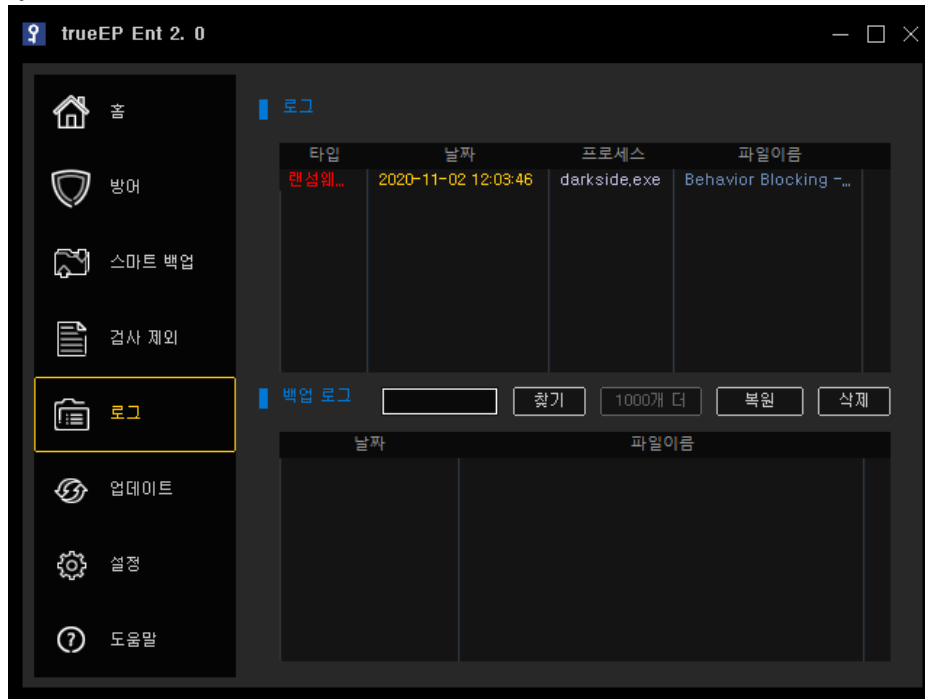 trueEP Ent 2. 0
홈
방어
스마트 백업
검사 제외
로그
업데이트
설정
도움말
로그
타입 날짜 프로세스 파일이름
랜섬웨... 2020-11-02 12:03:46 darkside,exe Behavior Blocking -...
백업 로그 찾기 1000개 더 복원 삭제
날짜 파일이름